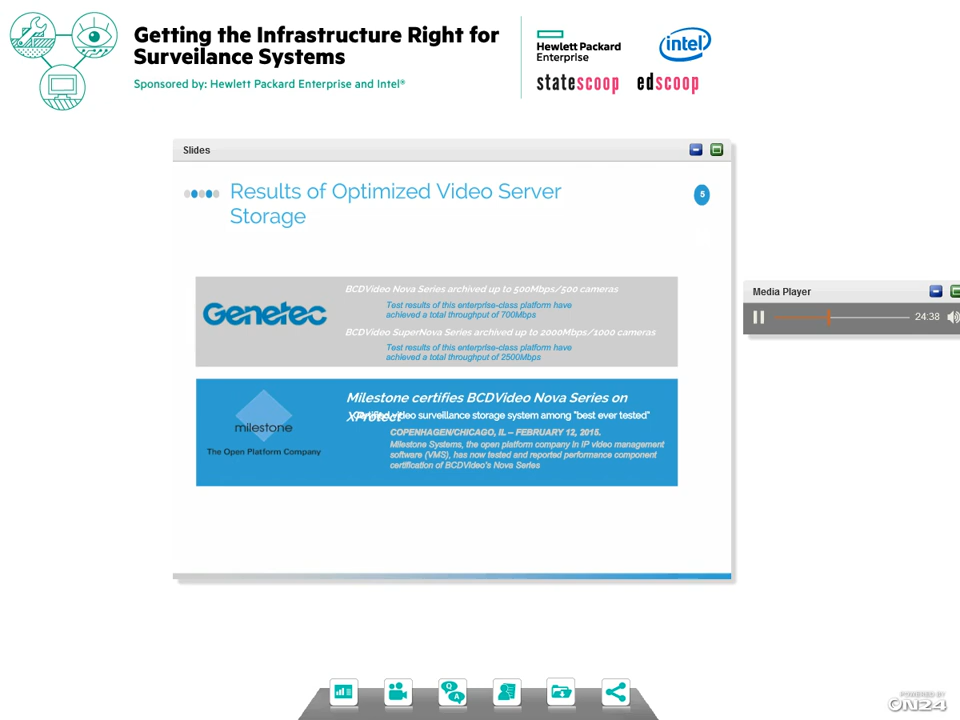 Getting the Infrastructure Right for
Surveilance Systems
Sponsored by: Hewlett Packard Enterprise and Intel®
Hewlett Packard
Enterprise
intel®
statescoop edscoop
Slides
Results of Optimized Video Server
Storage
5
Genetec
BCDVideo Nova Series archived up to 500Mbps/500 cameras
Test results of this enterprise-class platform have
achieved a total throughput of 700Mbps
BCDVideo SuperNova Series archived up to 2000Mbps/1000 cameras
Test results of this enterprise-class platform have
achieved a total throughput of 2500Mbps
milestone
The Open Platform Company
Milestone certifies BCDVideo Nova Series on
XProtect
Certified video surveillance storage system among "best ever tested"
COPENHAGEN/CHICAGO, IL – FEBRUARY 12, 2015.
Milestone Systems, the open platform company in IP video management
software (VMS), has now tested and reported performance component
certification of BCDVideo's Nova Series
Media Player
24:38
Q
A
POWERED BY
ON24